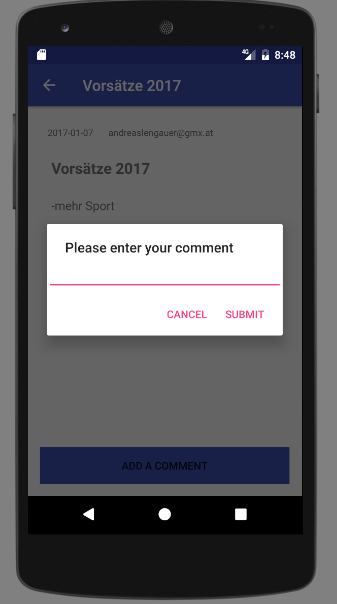 4G 8:48
Vorsätze 2017
2017-01-07 andreaslengauer@gmx.at
Vorsätze 2017
-mehr Sport
Please enter your comment
CANCEL SUBMIT
ADD A COMMENT